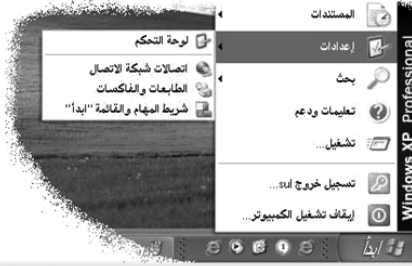 المستندات
إعدادات
بحث
تعليمات ودعم
تشغيل...
تسجيل خروج sul...
إيقاف تشغيل الكمبيوتر...
لوحة التحكم
اتصالات شبكة الاتصال
الطابعات والفاكسات
شريط المهام والقائمة "ابدأ"
Windows XP Professional
ابدأ